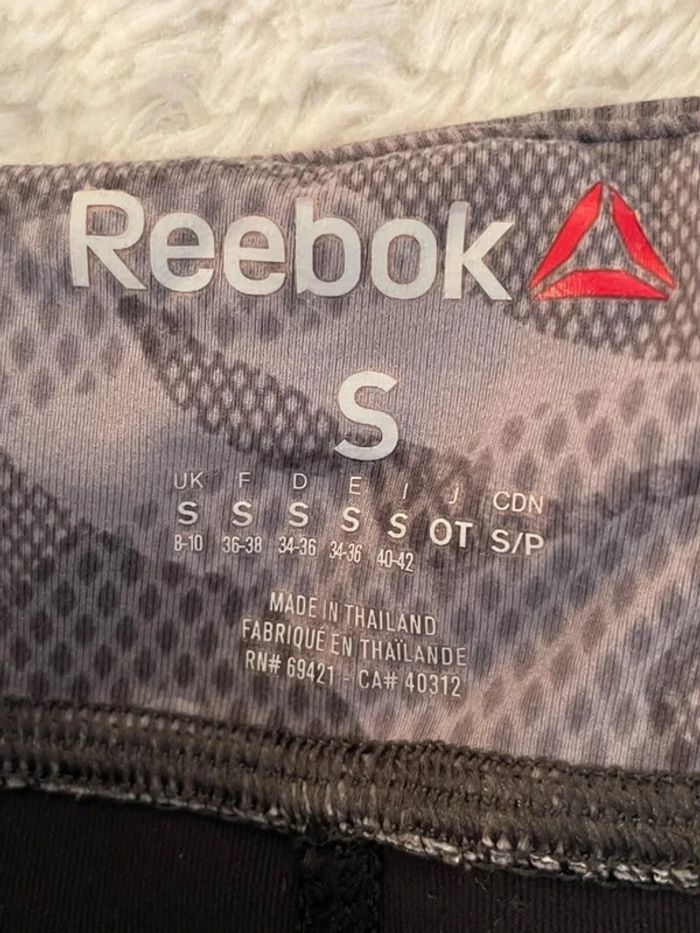 Reebok
S
UK F D E I J CDN
S S S S S OT S/P
8-10 36-38 34-36 34-36 40-42
MADE IN THAILAND
FABRIQUÉ EN THAÏLANDE
RN# 69421 - CA# 40312